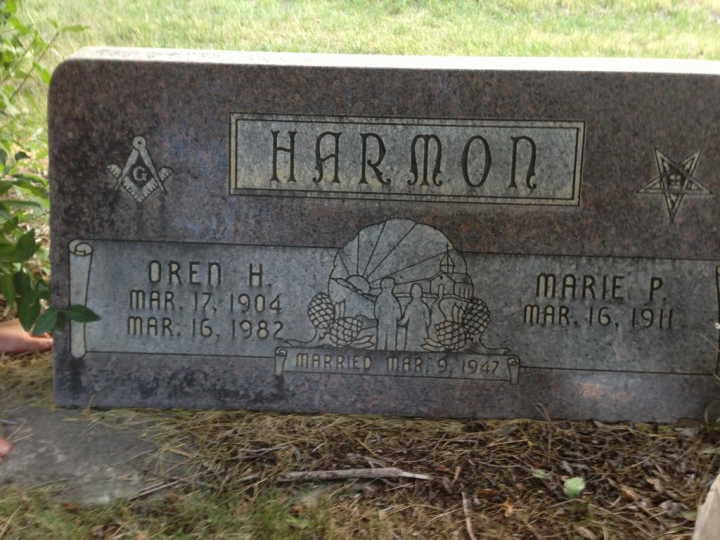 HARMON
G
OREN H.
MAR. 17, 1904
MAR. 16, 1982
MARIE P.
MAR. 16, 1911
MARRIED MAR. 9, 1947